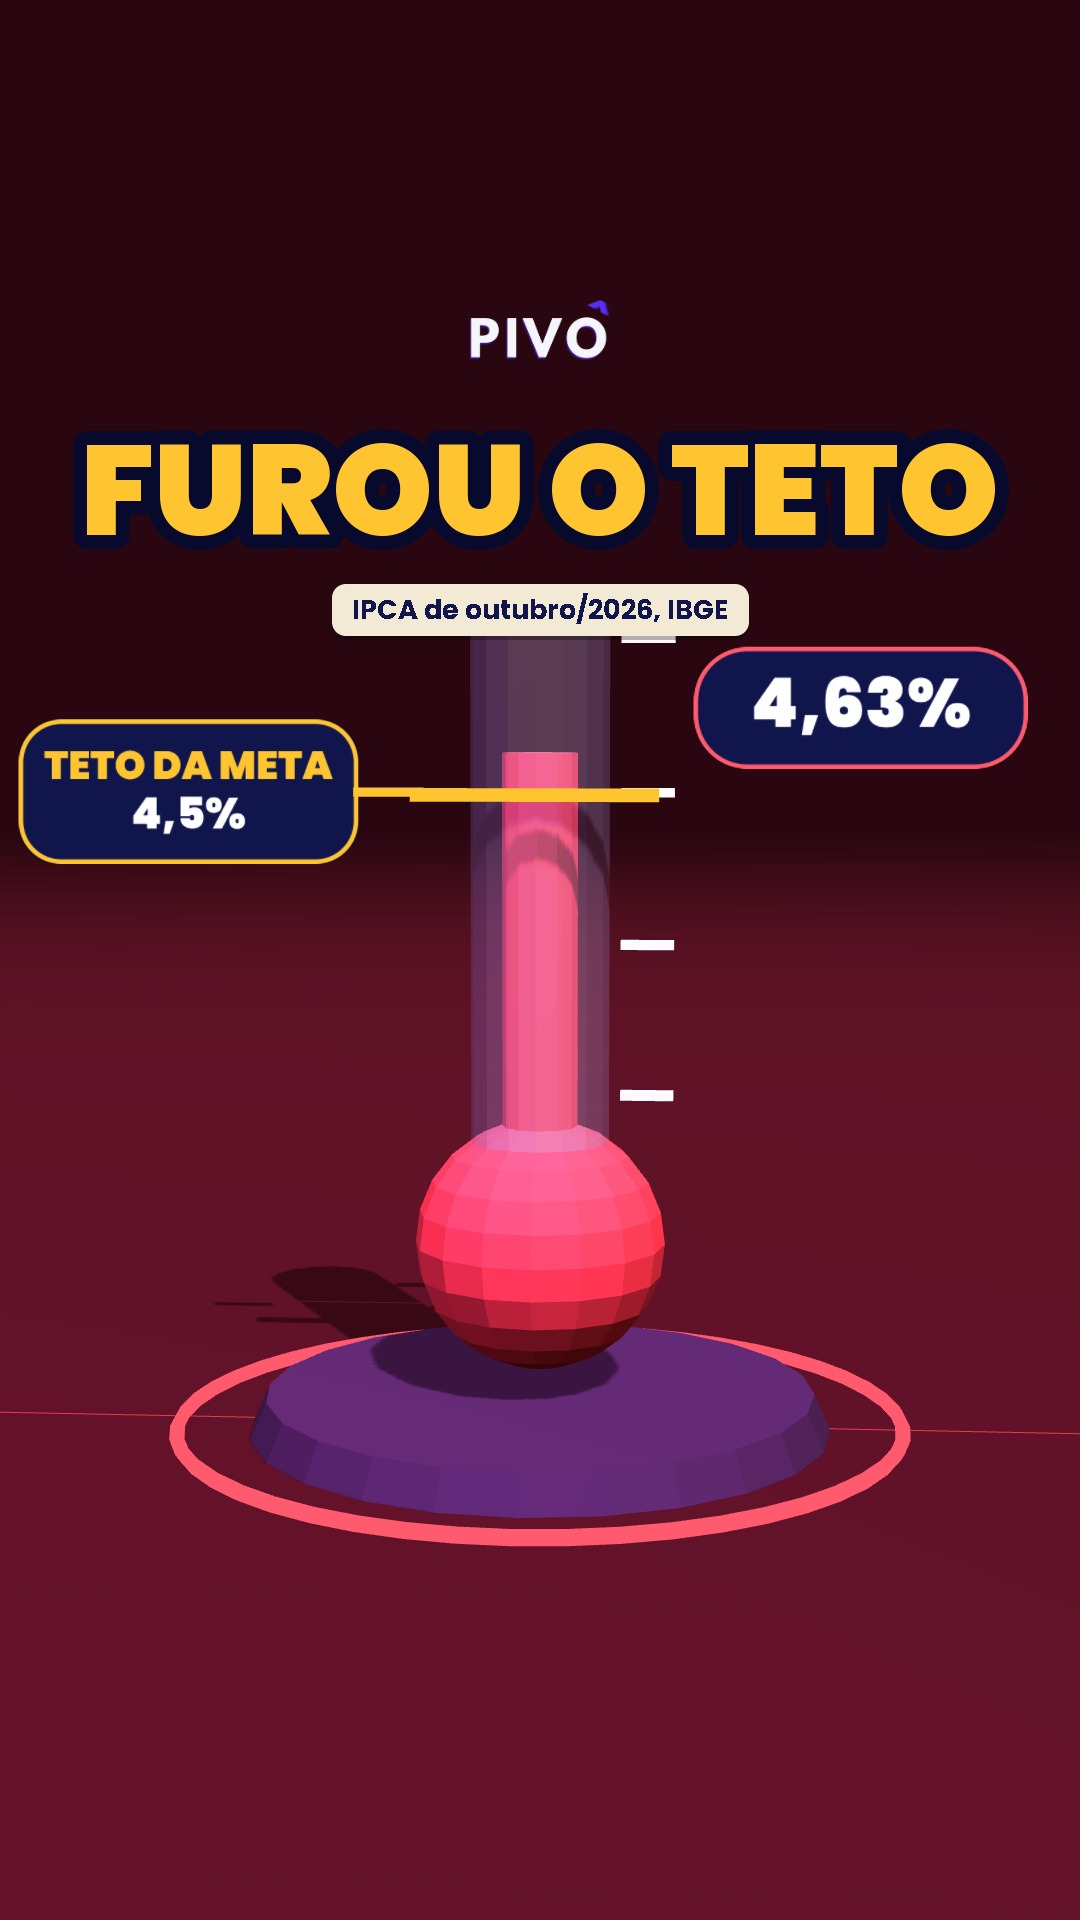 PIVÔ
FUROU O TETO
IPCA de outubro/2026, IBGE
4,63%
TETO DA META
4,5%